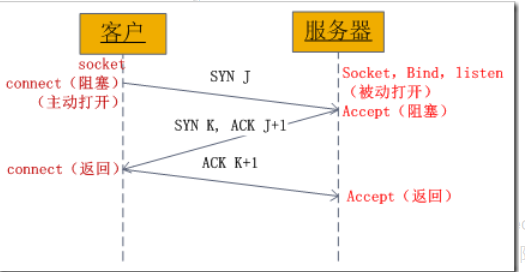 客户
服务器
socket
connect（阻塞）
（主动打开）
SYN J
Socket，Bind，listen
（被动打开）
Accept（阻塞）
SYN K, ACK J+1
connect（返回）
ACK K+1
Accept（返回）